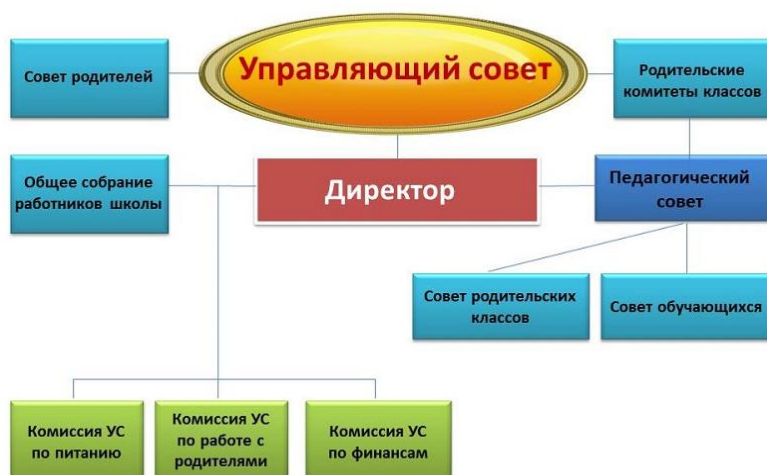 Управляющий совет
Совет родителей
Родительские
комитеты классов
Общее собрание
работников школы
Директор
Педагогический
совет
Совет родительских
классов
Совет обучающихся
Комиссия УС
по питанию
Комиссия УС
по работе с
родителями
Комиссия УС
по финансам